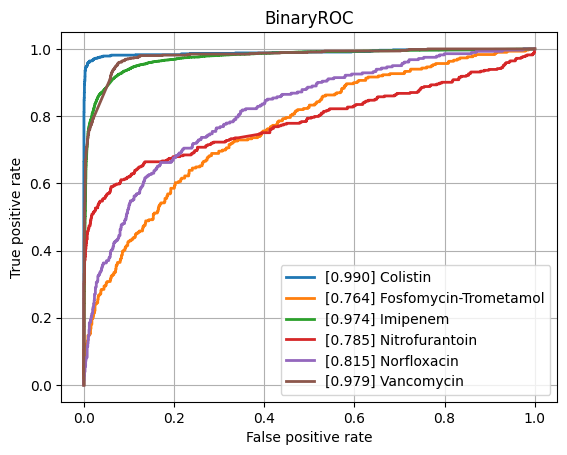 BinaryROC
True positive rate
1.0
0.8
0.6
0.4
0.2
0.0
[0.990] Colistin
[0.764] Fosfomycin-Trometamol
[0.974] Imipenem
[0.785] Nitrofurantoin
[0.815] Norfloxacin
[0.979] Vancomycin
0.0 0.2 0.4 0.6 0.8 1.0
False positive rate